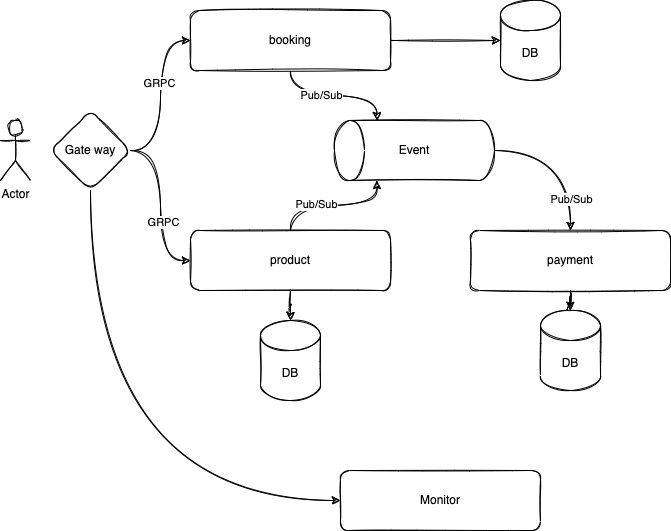 booking
DB
GRPC
Pub/Sub
Gate way
Event
Actor
Pub/Sub
Pub/Sub
GRPC
product
payment
DB
DB
Monitor